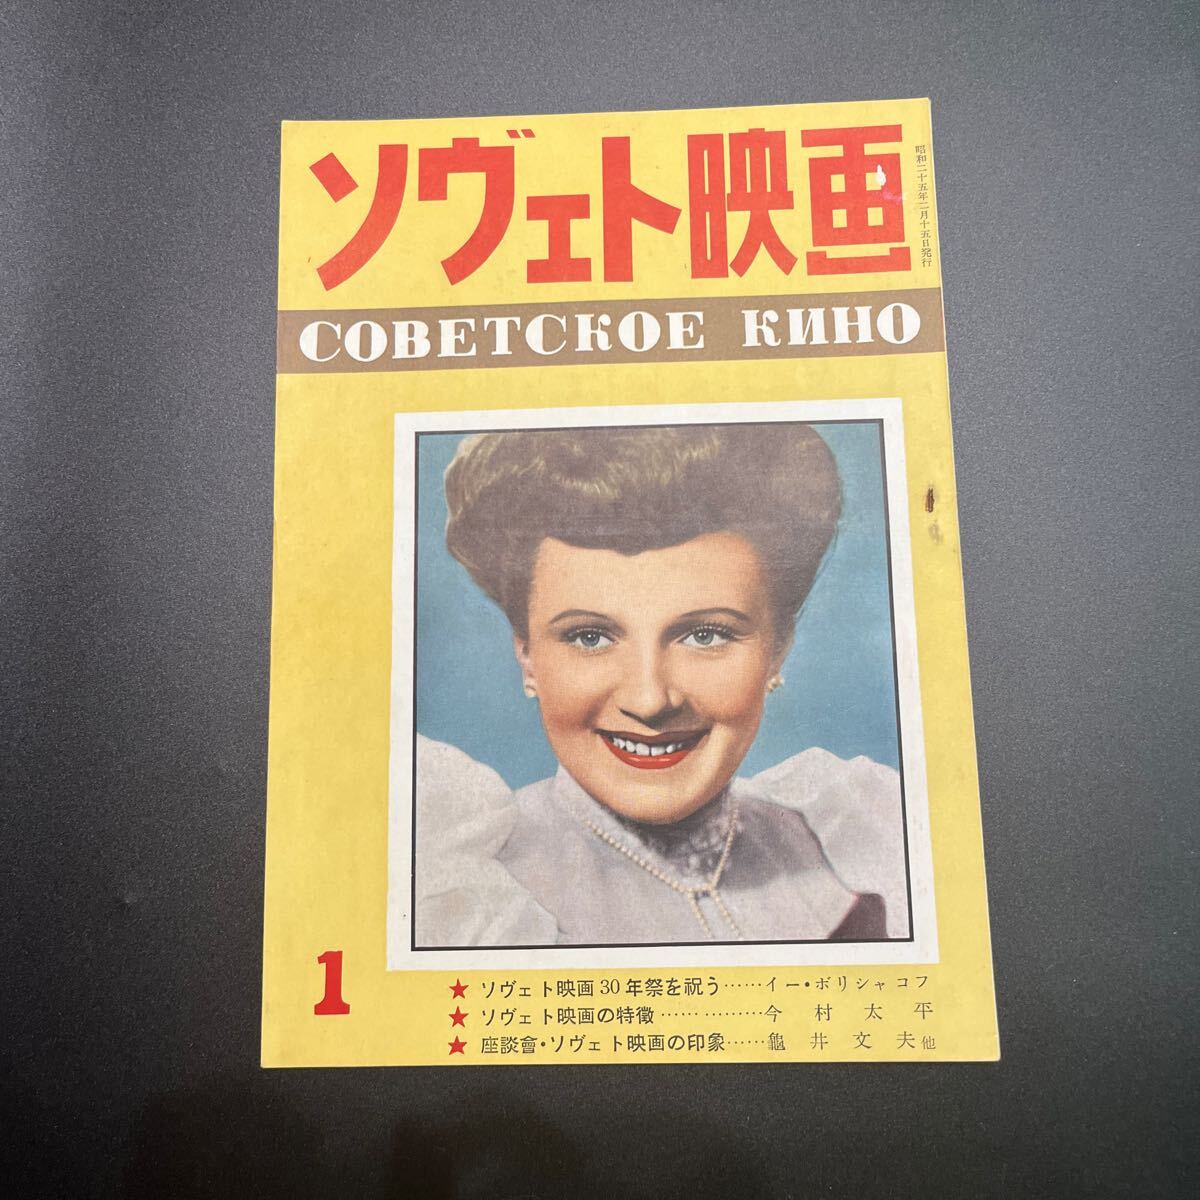 ソヴェト映画
昭和二十五年二月十五日発行
СОВЕТСКОЕ КИНО
1
★ ソヴェト映画30年祭を祝う……イー・ボリシャコフ
★ ソヴェト映画の特徴……………今村太平
★ 座談會・ソヴェト映画の印象……龜井文夫他